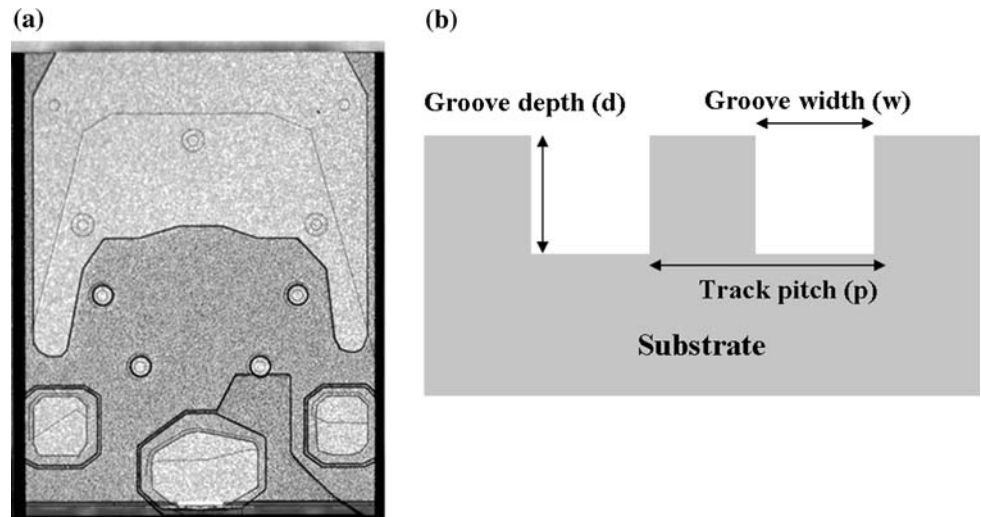 (a)
(b)
Groove depth (d)
Groove width (w)
Track pitch (p)
Substrate